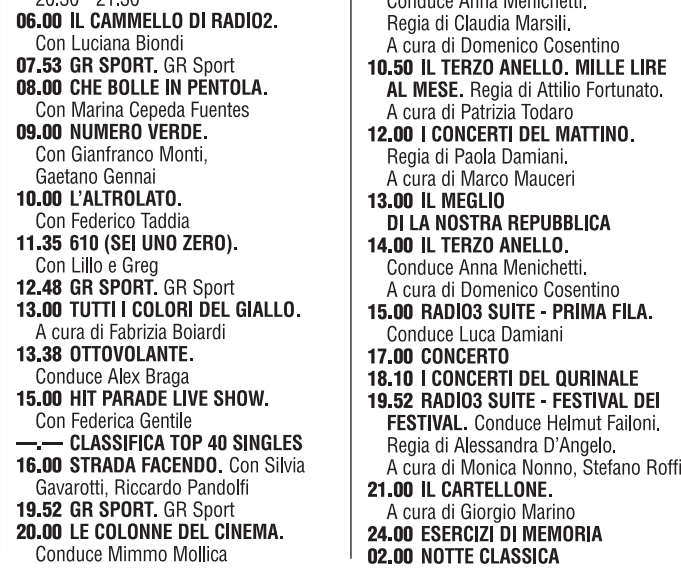 20.30 - 21.30
06.00 IL CAMMELLO DI RADIO2.
Con Luciana Biondi
07.53 GR SPORT. GR Sport
08.00 CHE BOLLE IN PENTOLA.
Con Marina Cepeda Fuentes
09.00 NUMERO VERDE.
Con Gianfranco Monti,
Gaetano Gennai
10.00 L'ALTROLATO.
Con Federico Taddia
11.35 610 (SEI UNO ZERO).
Con Lillo e Greg
12.48 GR SPORT. GR Sport
13.00 TUTTI I COLORI DEL GIALLO.
A cura di Fabrizia Boiardi
13.38 OTTOVOLANTE.
Conduce Alex Braga
15.00 HIT PARADE LIVE SHOW.
Con Federica Gentile
—.— CLASSIFICA TOP 40 SINGLES
16.00 STRADA FACENDO. Con Silvia
Gavarotti, Riccardo Pandolfi
19.52 GR SPORT. GR Sport
20.00 LE COLONNE DEL CINEMA.
Conduce Mimmo Mollica
Conduce Anna Menichetti.
Regia di Claudia Marsili.
A cura di Domenico Cosentino
10.50 IL TERZO ANELLO. MILLE LIRE
AL MESE. Regia di Attilio Fortunato.
A cura di Patrizia Todaro
12.00 I CONCERTI DEL MATTINO.
Regia di Paola Damiani.
A cura di Marco Mauceri
13.00 IL MEGLIO
DI LA NOSTRA REPUBBLICA
14.00 IL TERZO ANELLO.
Conduce Anna Menichetti.
A cura di Domenico Cosentino
15.00 RADIO3 SUITE - PRIMA FILA.
Conduce Luca Damiani
17.00 CONCERTO
18.10 I CONCERTI DEL QURINALE
19.52 RADIO3 SUITE - FESTIVAL DEI
FESTIVAL. Conduce Helmut Failoni.
Regia di Alessandra D'Angelo.
A cura di Monica Nonno, Stefano Roffi
21.00 IL CARTELLONE.
A cura di Giorgio Marino
24.00 ESERCIZI DI MEMORIA
02.00 NOTTE CLASSICA